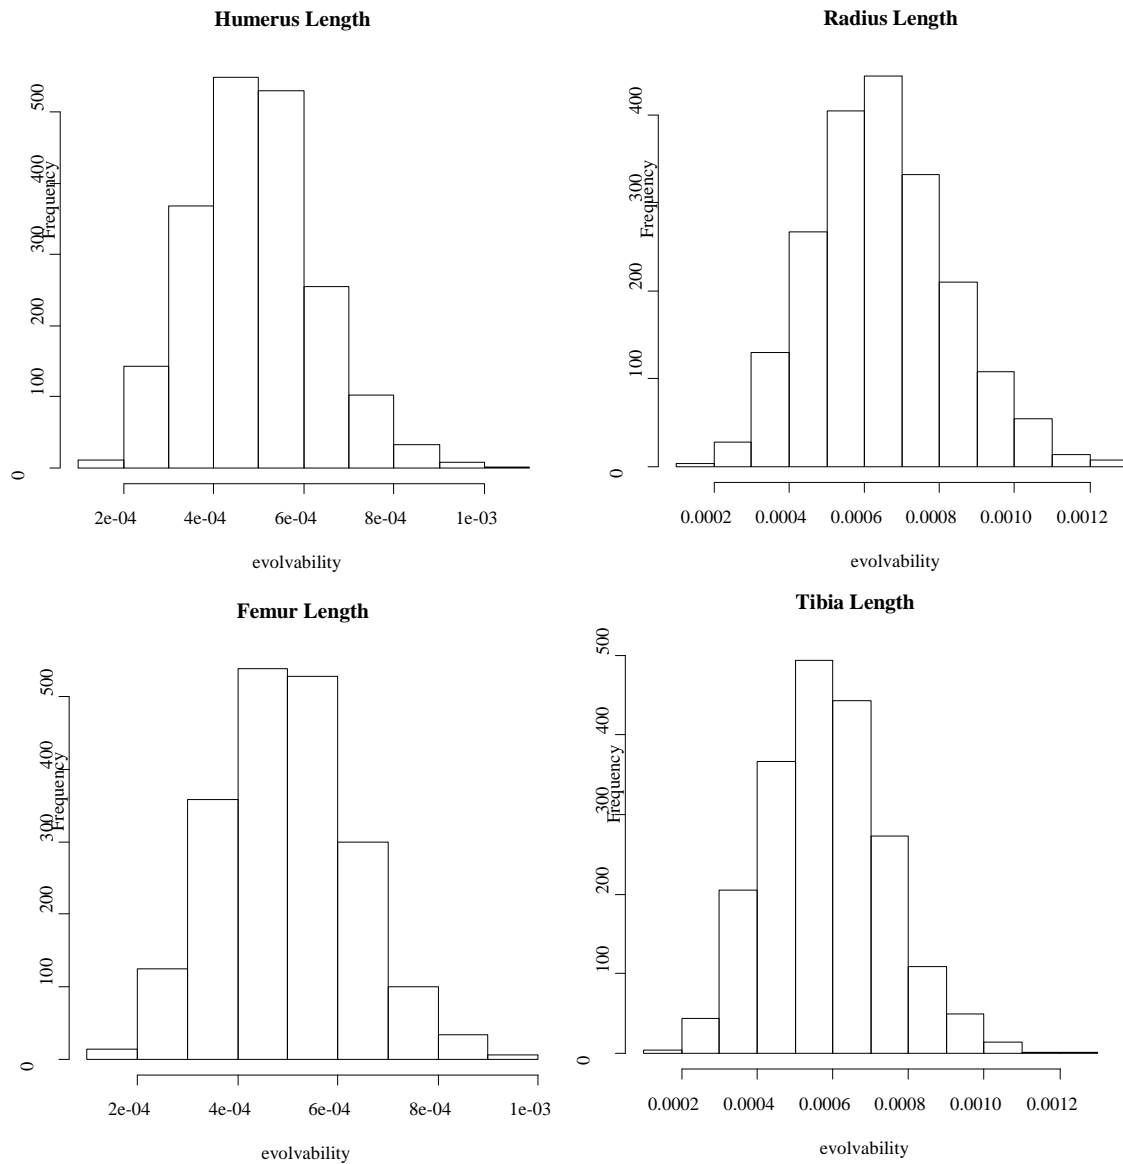 Humerus Length
Frequency
0
100
200
300
400
500
2e-04 4e-04 6e-04 8e-04 1e-03
evolvability
Radius Length
Frequency
0
100
200
300
400
0.0002 0.0004 0.0006 0.0008 0.0010 0.0012
evolvability
Femur Length
Frequency
0
100
200
300
400
500
2e-04 4e-04 6e-04 8e-04 1e-03
evolvability
Tibia Length
Frequency
0
100
200
300
400
500
0.0002 0.0004 0.0006 0.0008 0.0010 0.0012
evolvability